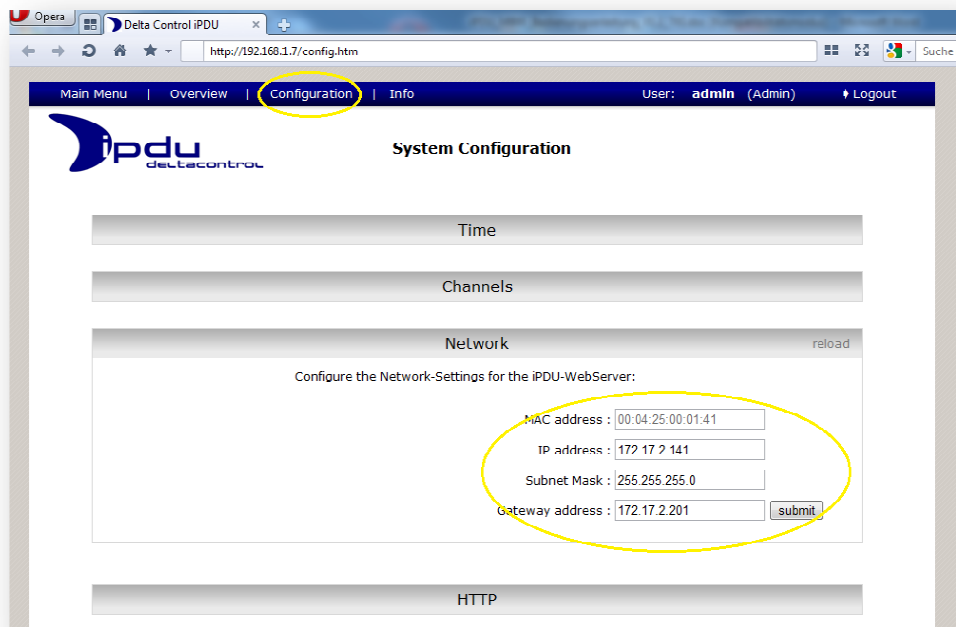 Opera
Delta Control iPDU
http://192.168.1.7/config.htm
Suche
Main Menu | Overview | Configuration | Info User: admin (Admin) Logout
ipdu
deltacontrol
System Configuration
Time
Channels
Network reload
Configure the Network-Settings for the iPDU-WebServer:
MAC address : 00:04:25:00:01:41
IP address : 172.17.2.141
Subnet Mask : 255.255.255.0
Gateway address : 172.17.2.201 submit
HTTP